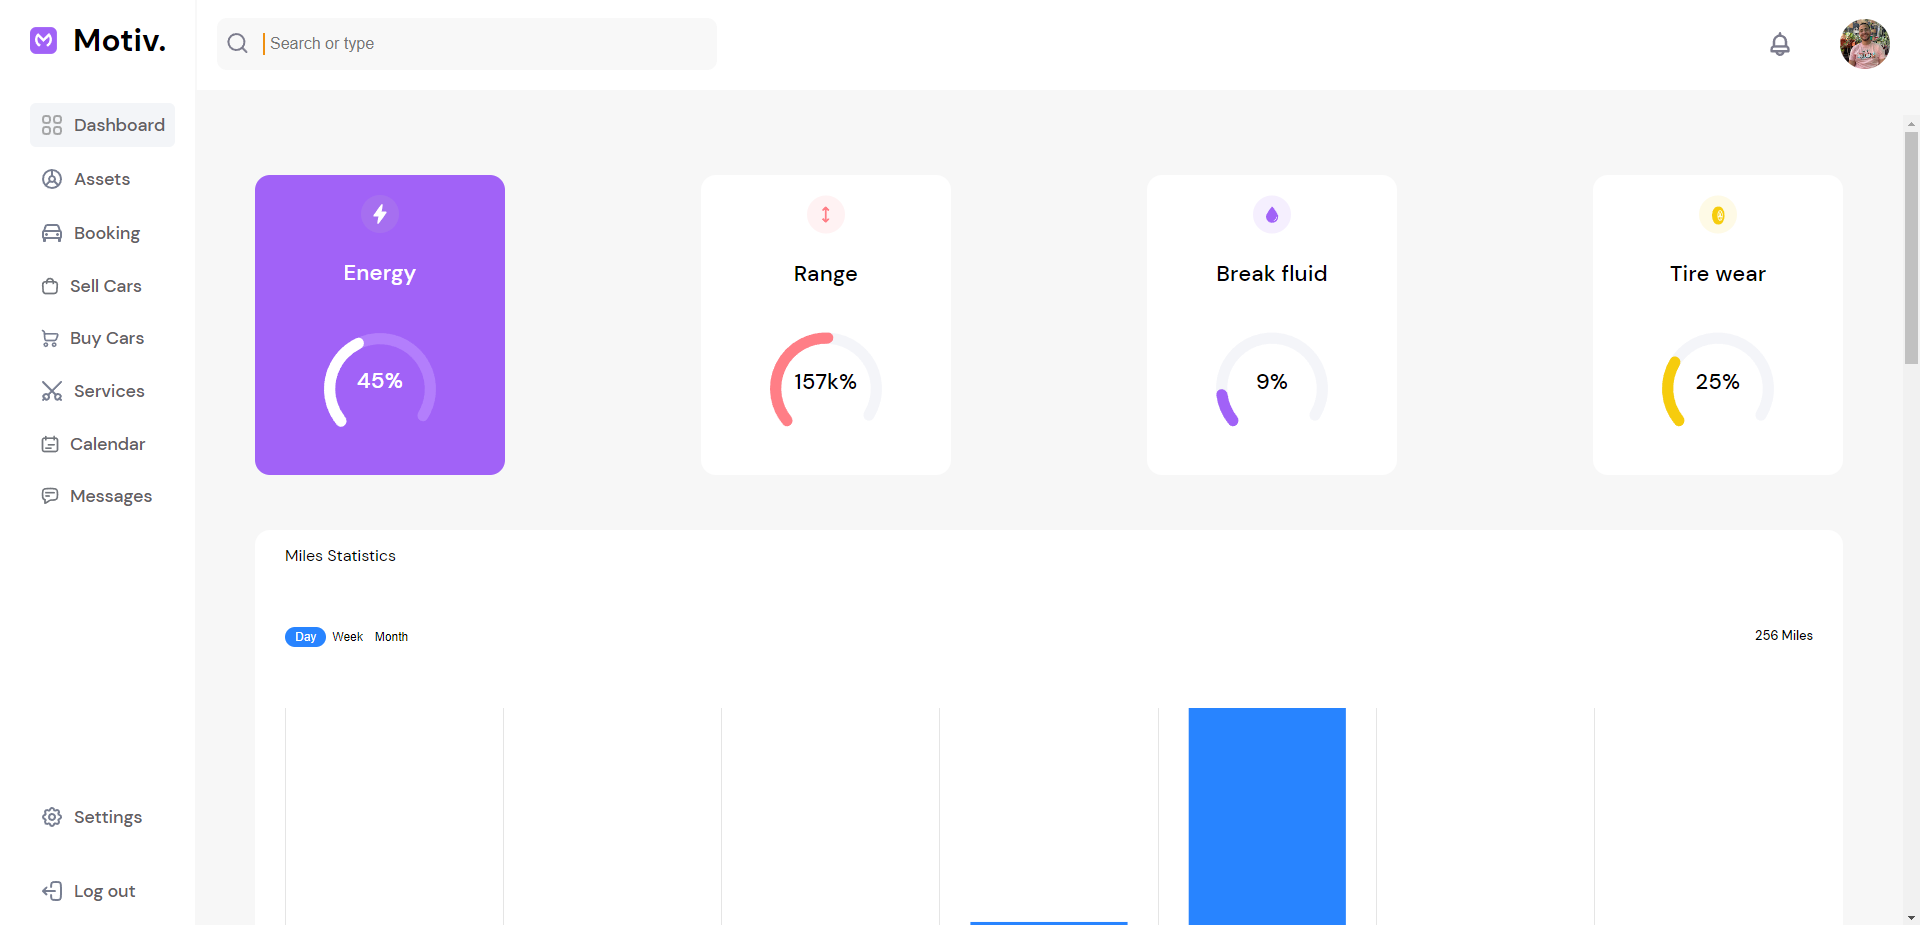 Motiv.
Search or type
Dashboard
Assets
Booking
Sell Cars
Buy Cars
Services
Calendar
Messages
Settings
Log out
Energy
45%
Range
157k%
Break fluid
9%
Tire wear
25%
Miles Statistics
Day Week Month
256 Miles